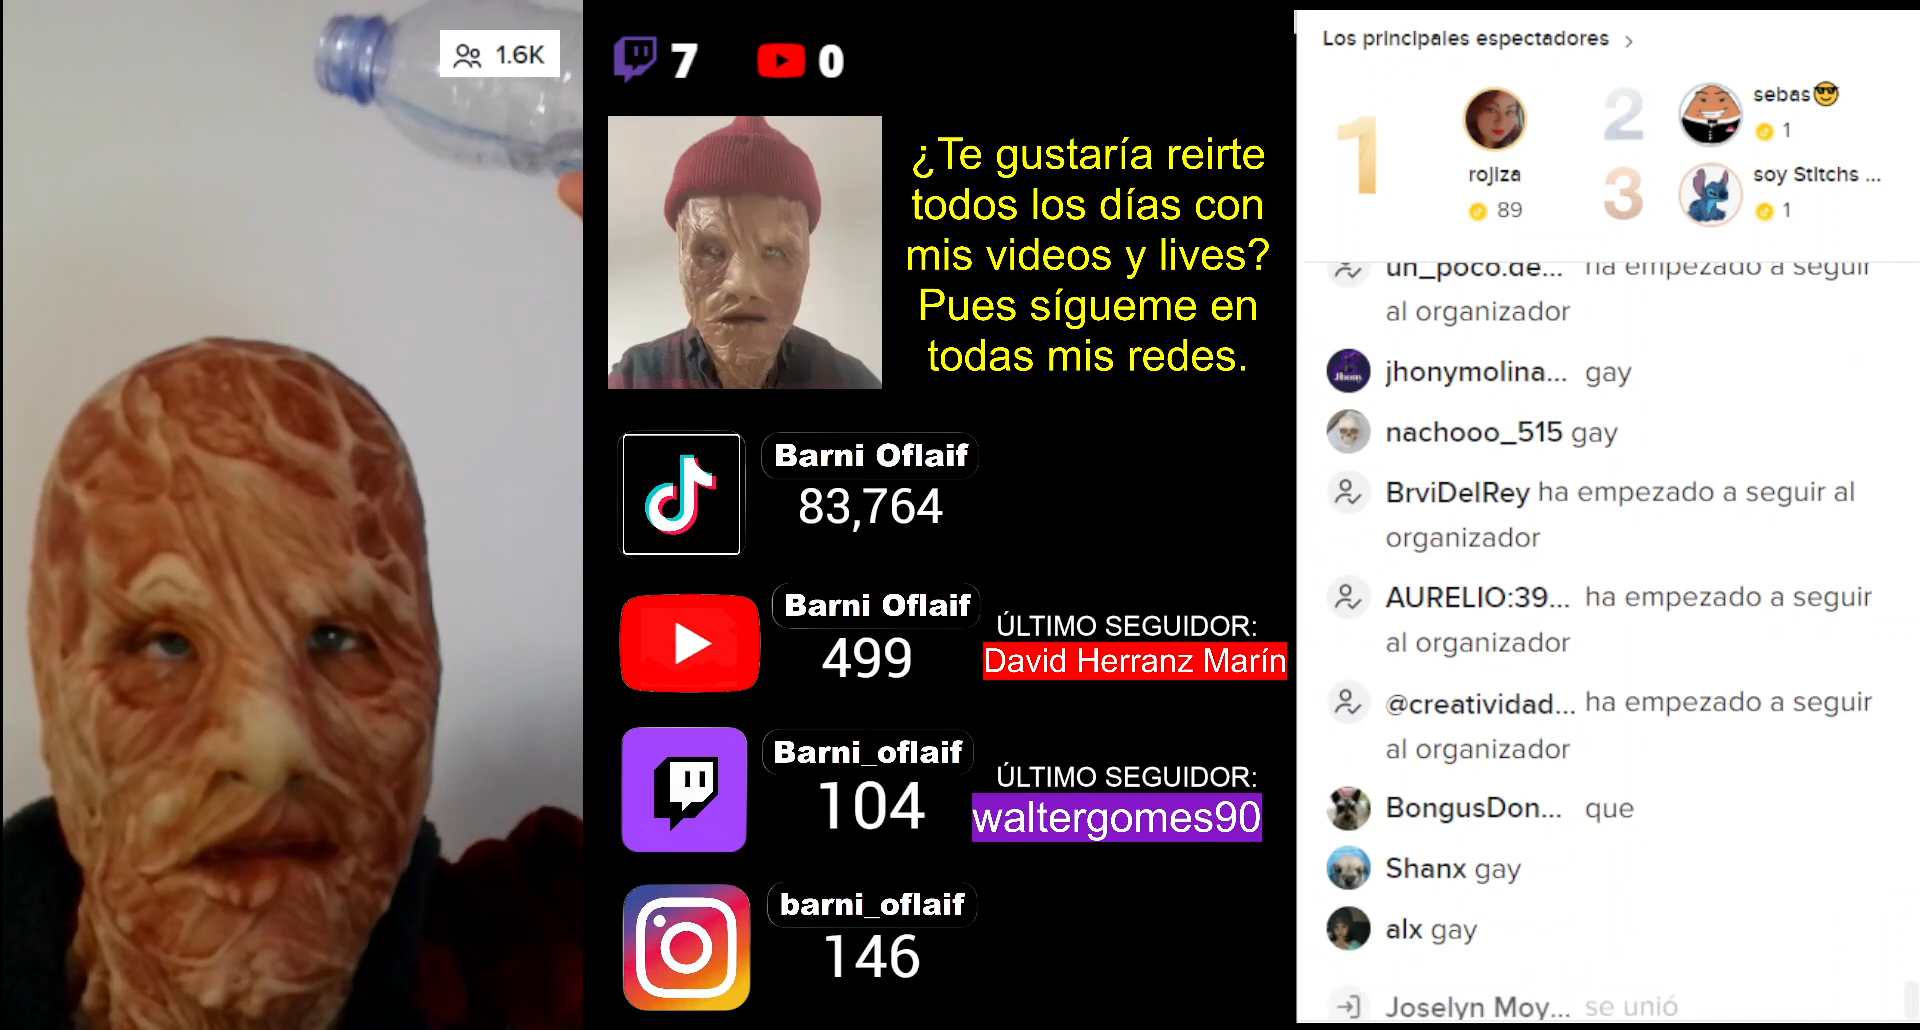 1.6K
7
0
¿Te gustaría reirte
todos los días con
mis videos y lives?
Pues sígueme en
todas mis redes.
Barni Oflaif
83,764
Barni Oflaif
499
ÚLTIMO SEGUIDOR:
David Herranz Marín
Barni_oflaif
104
ÚLTIMO SEGUIDOR:
waltergomes90
barni_oflaif
146
Los principales espectadores
1
rojiza
89
2
sebas😎
1
3
soy Stitchs ...
1
un_poco.de... ha empezado a seguir
al organizador
jhonymolina... gay
nachooo_515 gay
BrviDelRey ha empezado a seguir al
organizador
AURELIO:39... ha empezado a seguir
al organizador
@creatividad... ha empezado a seguir
al organizador
BongusDon... que
Shanx gay
alx gay
Joselyn Moy... se unió